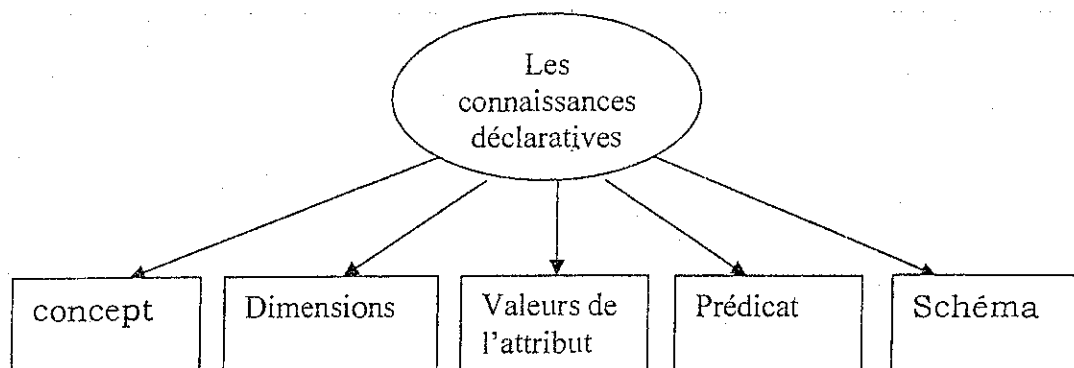 Les
connaissances
déclaratives
concept
Dimensions
Valeurs de
l'attribut
Prédicat
Schéma